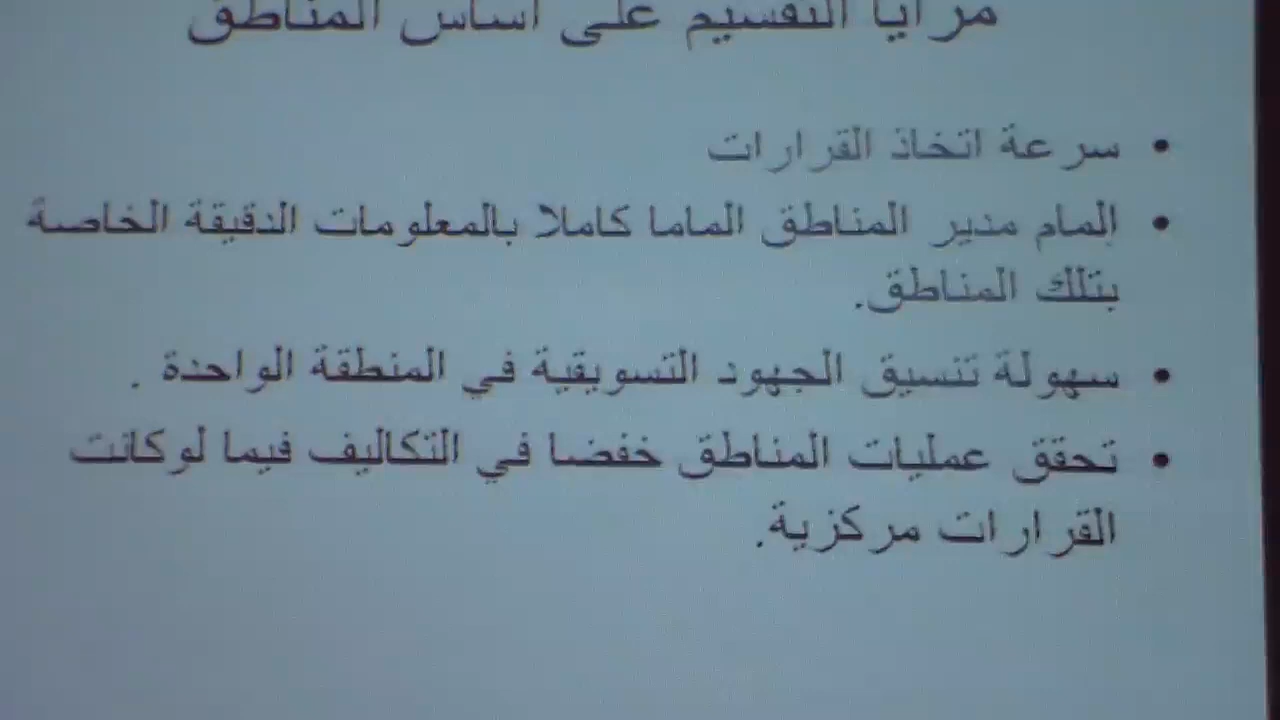 مزايا التقسيم على أساس المناطق
• سرعة اتخاذ القرارات
• إلمام مدير المناطق الماما كاملا بالمعلومات الدقيقة الخاصة
بتلك المناطق.
• سهولة تنسيق الجهود التسويقية في المنطقة الواحدة .
• تحقق عمليات المناطق خفضا في التكاليف فيما لوكانت
القرارات مركزية.